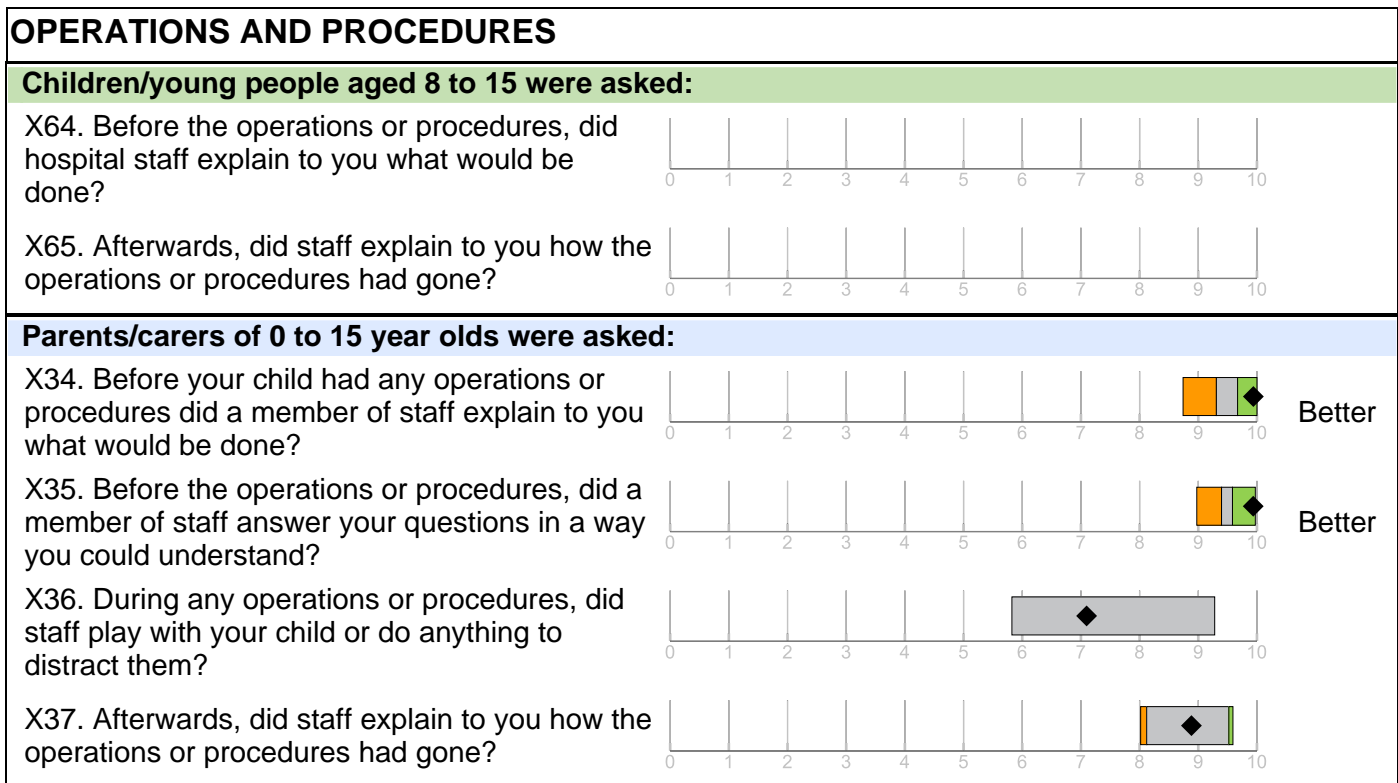 OPERATIONS AND PROCEDURES
Children/young people aged 8 to 15 were asked:
X64. Before the operations or procedures, did
hospital staff explain to you what would be
done?
0 1 2 3 4 5 6 7 8 9 10
X65. Afterwards, did staff explain to you how the
operations or procedures had gone?
0 1 2 3 4 5 6 7 8 9 10
Parents/carers of 0 to 15 year olds were asked:
X34. Before your child had any operations or
procedures did a member of staff explain to you
what would be done?
0 1 2 3 4 5 6 7 8 9 10
Better
X35. Before the operations or procedures, did a
member of staff answer your questions in a way
you could understand?
0 1 2 3 4 5 6 7 8 9 10
Better
X36. During any operations or procedures, did
staff play with your child or do anything to
distract them?
0 1 2 3 4 5 6 7 8 9 10
X37. Afterwards, did staff explain to you how the
operations or procedures had gone?
0 1 2 3 4 5 6 7 8 9 10